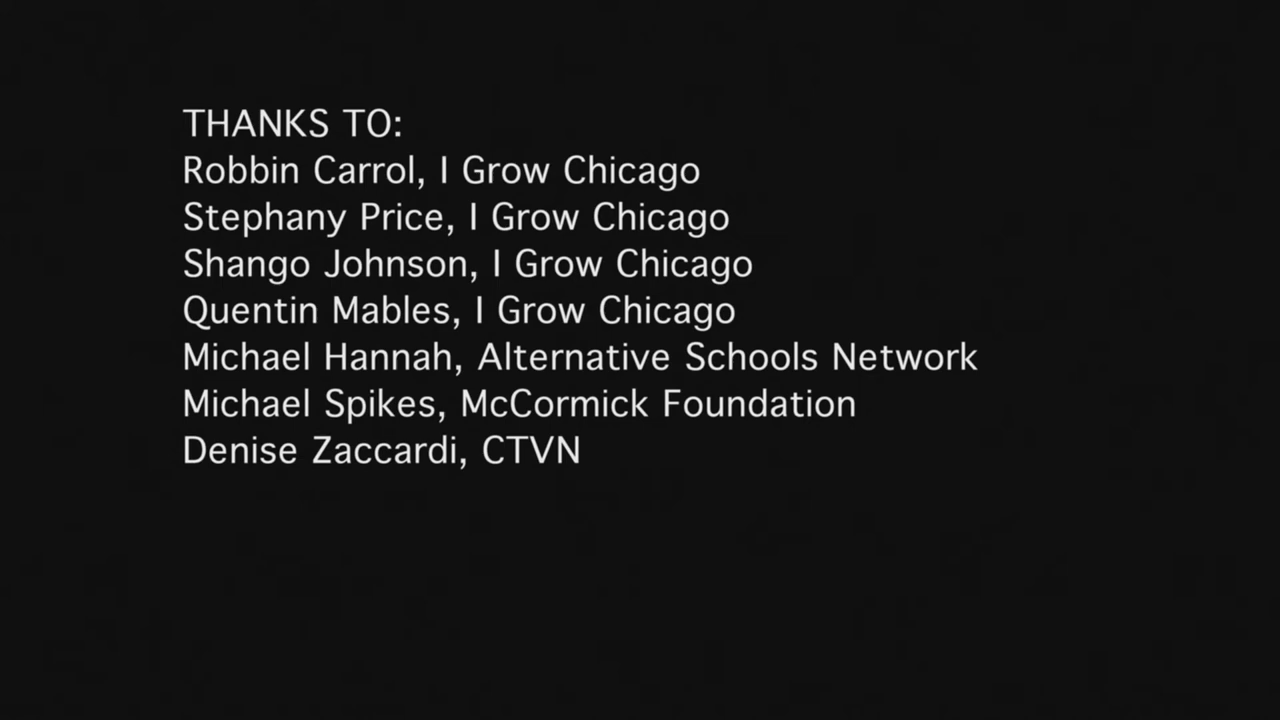 THANKS TO:
Robbin Carrol, I Grow Chicago
Stephany Price, I Grow Chicago
Shango Johnson, I Grow Chicago
Quentin Mables, I Grow Chicago
Michael Hannah, Alternative Schools Network
Michael Spikes, McCormick Foundation
Denise Zaccardi, CTVN